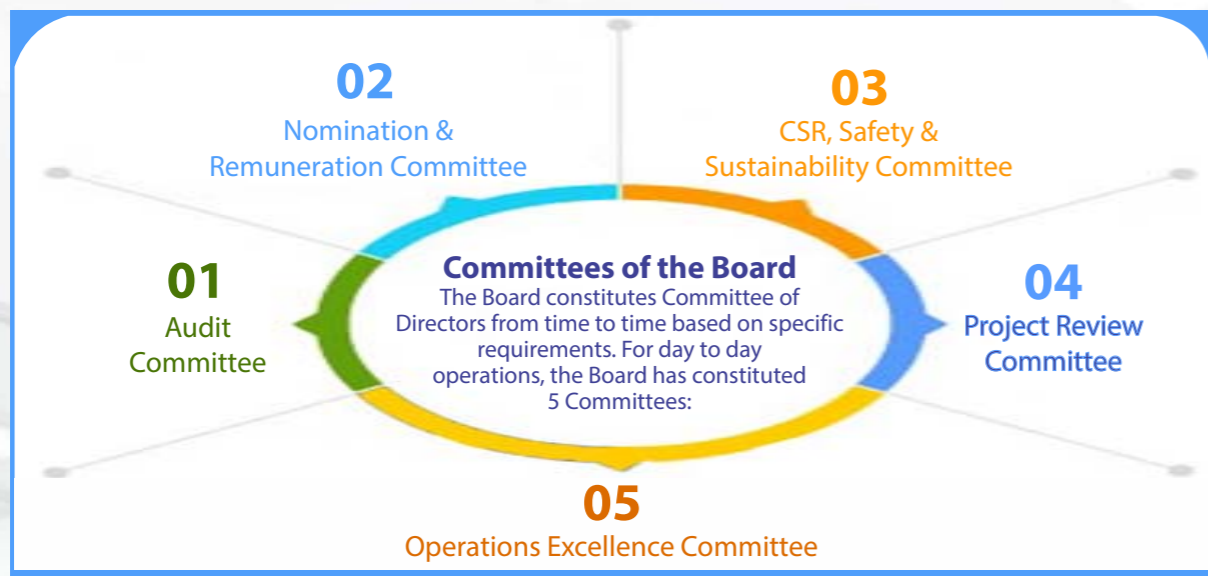 02
Nomination &
Remuneration Committee
03
CSR, Safety &
Sustainability Committee
01
Audit
Committee
Committees of the Board
The Board constitutes Committee of
Directors from time to time based on specific
requirements. For day to day
operations, the Board has constituted
5 Committees:
04
Project Review
Committee
05
Operations Excellence Committee